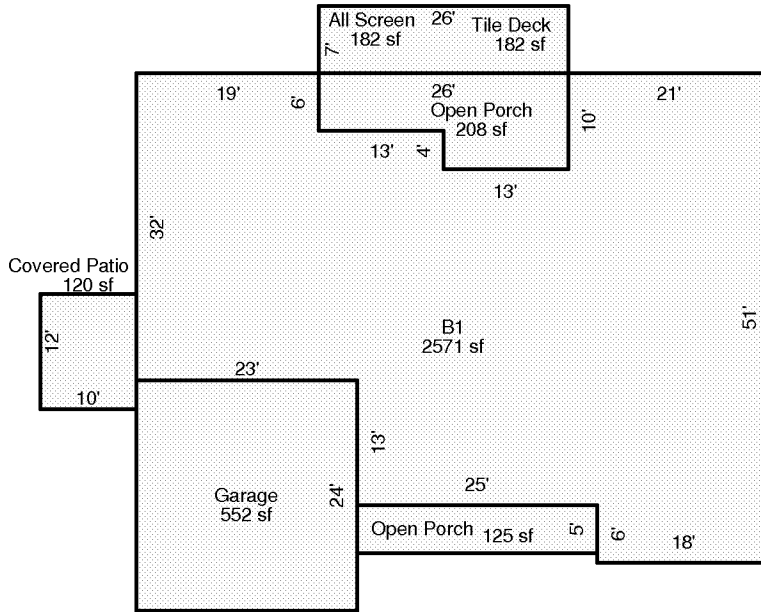 All Screen
182 sf
26'
Tile Deck
182 sf
7'
19'
6'
26'
21'
Open Porch
208 sf
10'
13'
4'
13'
32'
Covered Patio
120 sf
12'
10'
B1
2571 sf
51'
23'
13'
Garage
552 sf
24'
25'
Open Porch 125 sf
5'
6'
18'